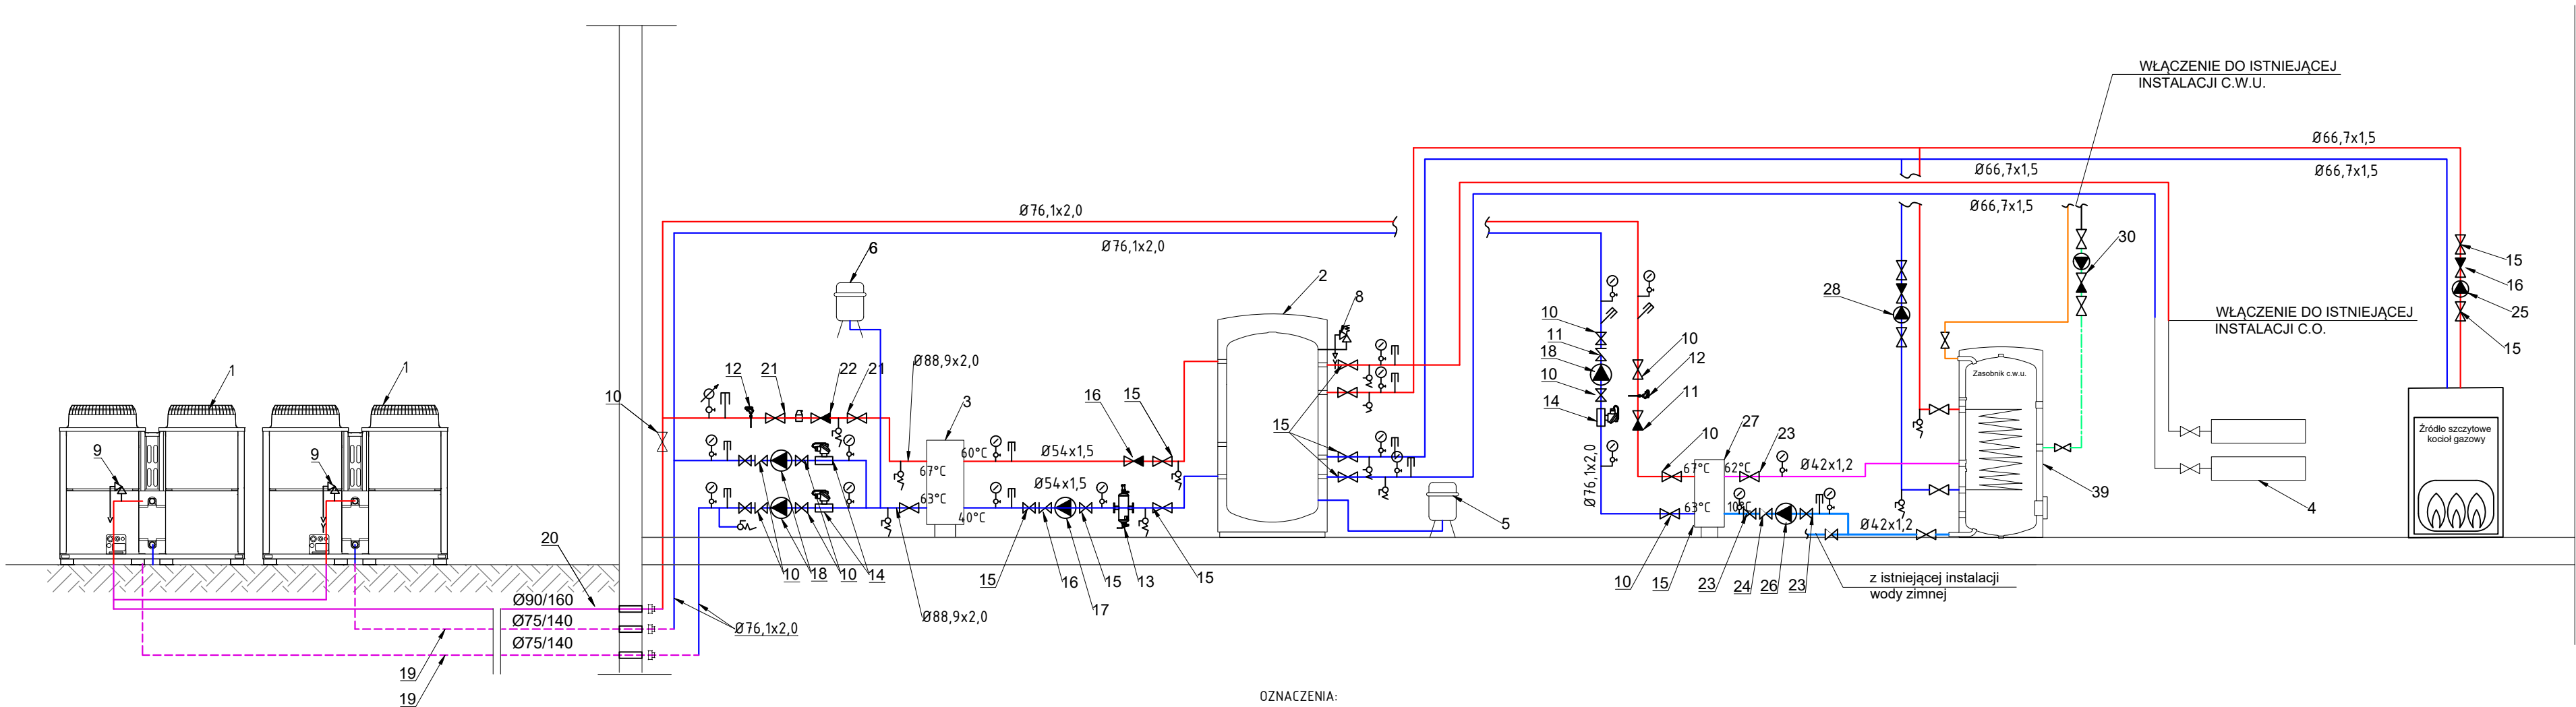 WŁĄCZENIE DO ISTNIEJĄCEJ
INSTALACJI C.W.U.
Ø66,7x1,5
Ø66,7x1,5
Ø66,7x1,5
Ø66,7x1,5
Ø76,1x2,0
Ø76,1x2,0
6
2
8
30
28
15
16
25
15
WŁĄCZENIE DO ISTNIEJĄCEJ
INSTALACJI C.O.
10
11
18
10
14
10
12
11
Ø76,1x2,0
1
1
9
9
10
12
21
22
21
Ø88,9x2,0
3
16
15
15
67°C
60°C
63°C
40°C
Ø54x1,5
Ø54x1,5
5
10
27
23
67°C
62°C
63°C
10°C
Ø42x1,2
Ø42x1,2
Zasobnik c.w.u.
39
4
Źródło szczytowe
kocioł gazowy
10
18
10
14
15
16
15
13
15
17
10
15
23
24
26
23
z istniejącej instalacji
wody zimnej
20
Ø90/160
Ø75/140
Ø75/140
Ø76,1x2,0
Ø88,9x2,0
19
19
OZNACZENIA: